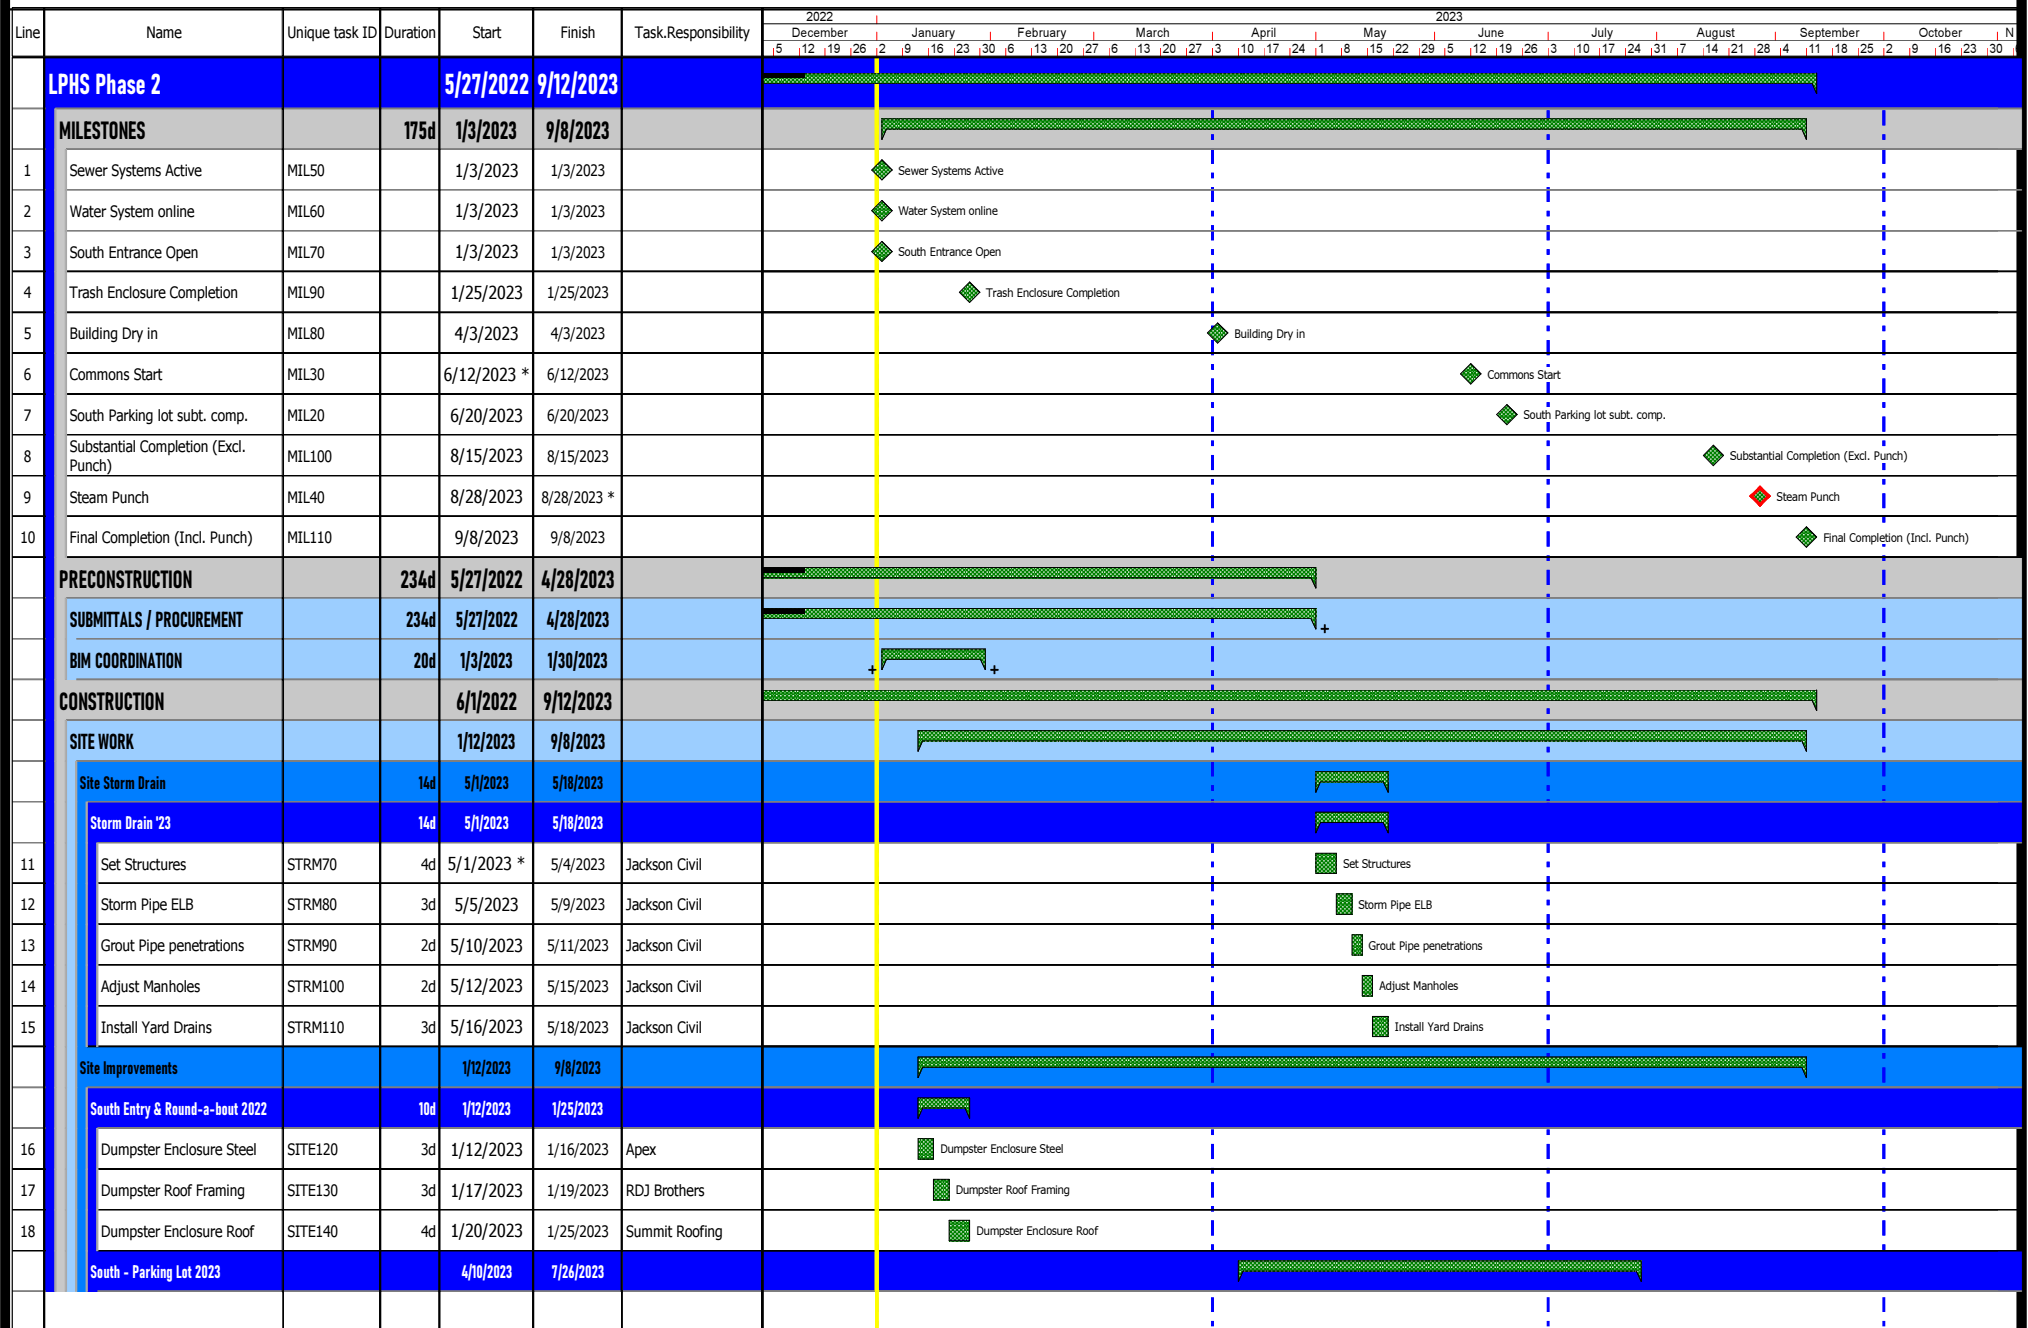 2022 2023
Line Name Unique task ID Duration Start Finish Task.Responsibility December January February March April May June July August September October N
5 12 19 26 2 9 16 23 30 6 13 20 27 6 13 20 27 3 10 17 24 1 8 15 22 29 5 12 19 26 3 10 17 24 31 7 14 21 28 4 11 18 25 2 9 16 23 30
LPHS Phase 2 5/27/2022 9/12/2023
MILESTONES 175d 1/3/2023 9/8/2023
1 Sewer Systems Active MIL50 1/3/2023 1/3/2023 Sewer Systems Active
2 Water System online MIL60 1/3/2023 1/3/2023 Water System online
3 South Entrance Open MIL70 1/3/2023 1/3/2023 South Entrance Open
4 Trash Enclosure Completion MIL90 1/25/2023 1/25/2023 Trash Enclosure Completion
5 Building Dry in MIL80 4/3/2023 4/3/2023 Building Dry in
6 Commons Start MIL30 6/12/2023 * 6/12/2023 Commons Start
7 South Parking lot subt. comp. MIL20 6/20/2023 6/20/2023 South Parking lot subt. comp.
8 Substantial Completion (Excl. Punch) MIL100 8/15/2023 8/15/2023 Substantial Completion (Excl. Punch)
9 Steam Punch MIL40 8/28/2023 8/28/2023 * Steam Punch
10 Final Completion (Incl. Punch) MIL110 9/8/2023 9/8/2023 Final Completion (Incl. Punch)
PRECONSTRUCTION 234d 5/27/2022 4/28/2023
SUBMITTALS / PROCUREMENT 234d 5/27/2022 4/28/2023 +
BIM COORDINATION 20d 1/3/2023 1/30/2023 + +
CONSTRUCTION 6/1/2022 9/12/2023
SITE WORK 1/12/2023 9/8/2023
Site Storm Drain 14d 5/1/2023 5/18/2023
Storm Drain '23 14d 5/1/2023 5/18/2023
11 Set Structures STRM70 4d 5/1/2023 * 5/4/2023 Jackson Civil Set Structures
12 Storm Pipe ELB STRM80 3d 5/5/2023 5/9/2023 Jackson Civil Storm Pipe ELB
13 Grout Pipe penetrations STRM90 2d 5/10/2023 5/11/2023 Jackson Civil Grout Pipe penetrations
14 Adjust Manholes STRM100 2d 5/12/2023 5/15/2023 Jackson Civil Adjust Manholes
15 Install Yard Drains STRM110 3d 5/16/2023 5/18/2023 Jackson Civil Install Yard Drains
Site Improvements 1/12/2023 9/8/2023
South Entry & Round-a-bout 2022 10d 1/12/2023 1/25/2023
16 Dumpster Enclosure Steel SITE120 3d 1/12/2023 1/16/2023 Apex Dumpster Enclosure Steel
17 Dumpster Roof Framing SITE130 3d 1/17/2023 1/19/2023 RDJ Brothers Dumpster Roof Framing
18 Dumpster Enclosure Roof SITE140 4d 1/20/2023 1/25/2023 Summit Roofing Dumpster Enclosure Roof
South - Parking Lot 2023 4/10/2023 7/26/2023